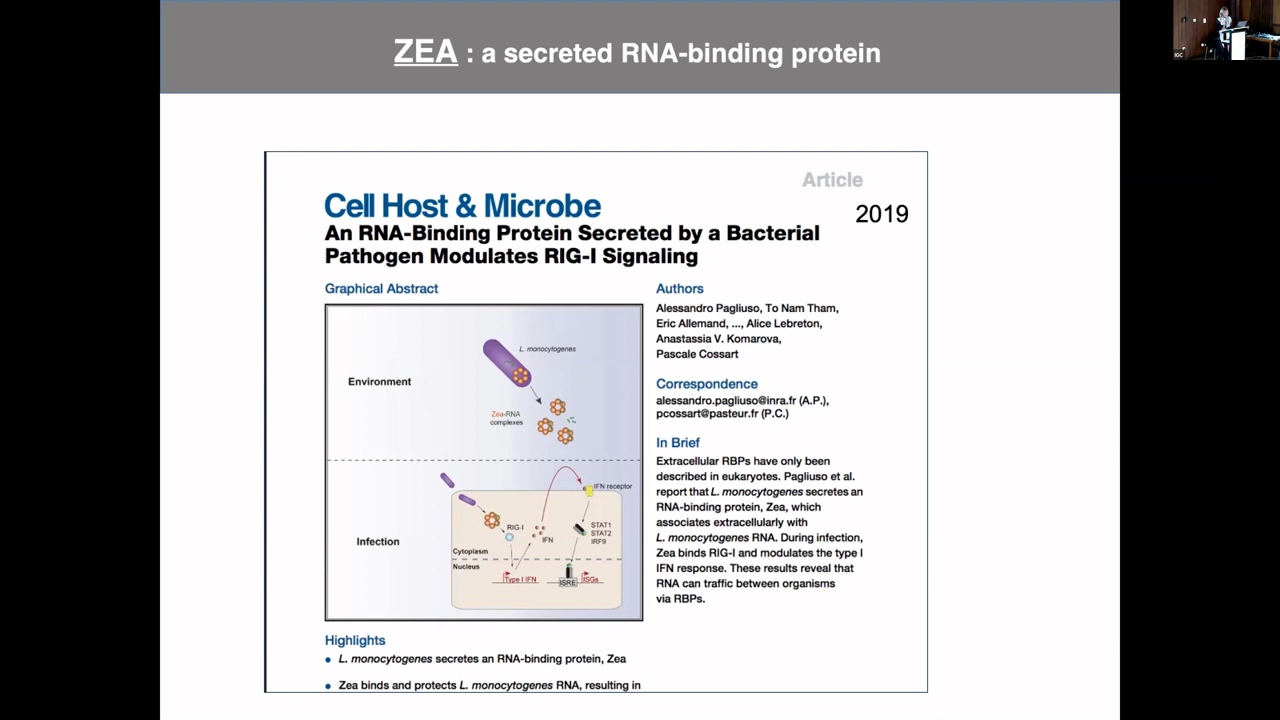 ZEA : a secreted RNA-binding protein
IGC
Article
Cell Host & Microbe
2019
An RNA-Binding Protein Secreted by a Bacterial
Pathogen Modulates RIG-I Signaling
Graphical Abstract
Environment
L. monocytogenes
Zea-RNA
complexes
Infection
IFN receptor
RIG-I
IFN
STAT1
STAT2
IRF9
Cytoplasm
Nucleus
Type I IFN
ISRE
ISGs
Authors
Alessandro Pagliuso, To Nam Tham,
Eric Allemand, ..., Alice Lebreton,
Anastassia V. Komarova,
Pascale Cossart
Correspondence
alessandro.pagliuso@inra.fr (A.P.),
pcossart@pasteur.fr (P.C.)
In Brief
Extracellular RBPs have only been
described in eukaryotes. Pagliuso et al.
report that L. monocytogenes secretes an
RNA-binding protein, Zea, which
associates extracellularly with
L. monocytogenes RNA. During infection,
Zea binds RIG-I and modulates the type I
IFN response. These results reveal that
RNA can traffic between organisms
via RBPs.
Highlights
• L. monocytogenes secretes an RNA-binding protein, Zea
• Zea binds and protects L. monocytogenes RNA, resulting in